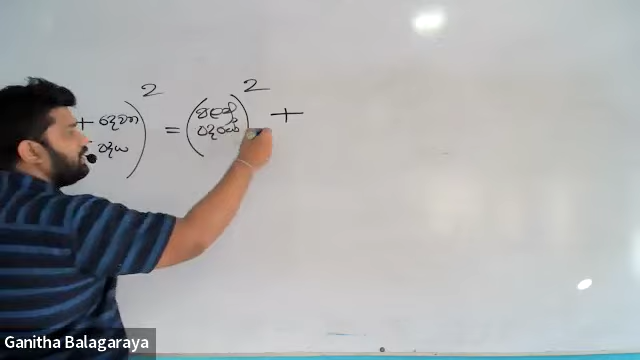 + දෙවන පදය)² = (පළමු පදය)² +
Ganitha Balagaraya